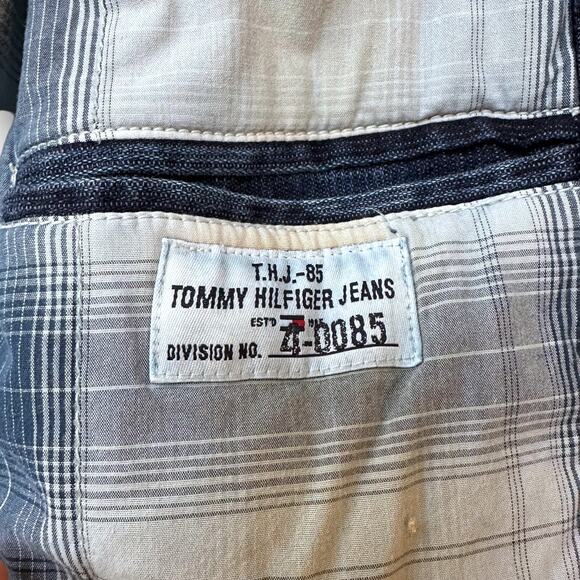 T.H.J.-85
TOMMY HILFIGER JEANS
ESTD
DIVISION NO. 4-0085